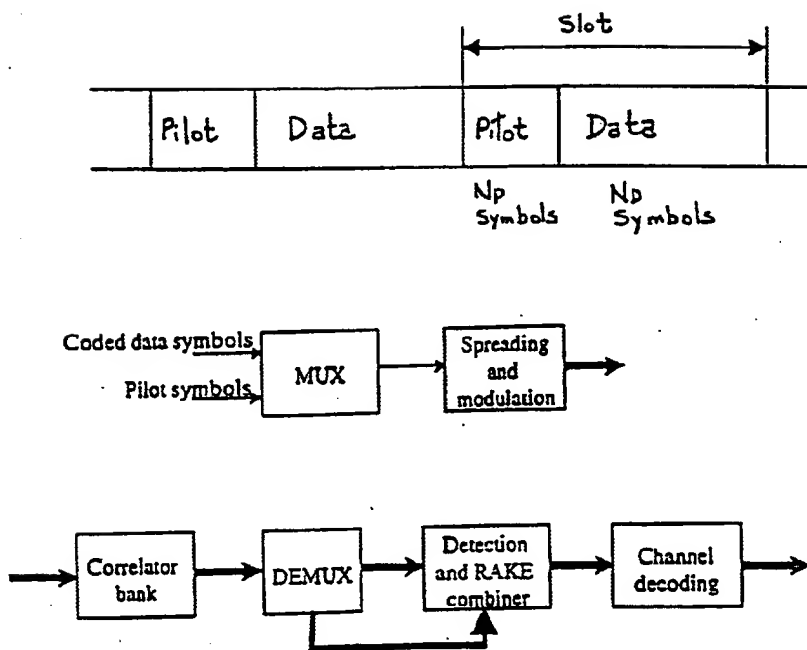 Slot
Pilot Data Pilot Data
Np ND
Symbols Symbols
Coded data symbols
Pilot symbols
MUX
Spreading
and
modulation
Correlator
bank
DEMUX
Detection
and RAKE
combiner
Channel
decoding